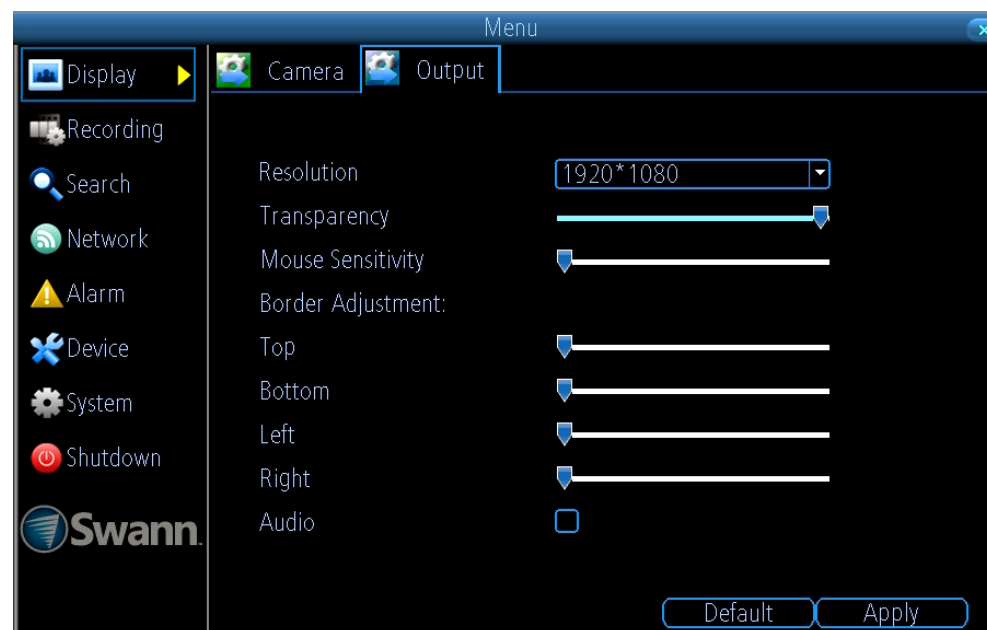 Menu
Display
Recording
Search
Network
Alarm
Device
System
Shutdown
Swann
Camera
Output
Resolution 1920*1080
Transparency
Mouse Sensitivity
Border Adjustment:
Top
Bottom
Left
Right
Audio
Default
Apply